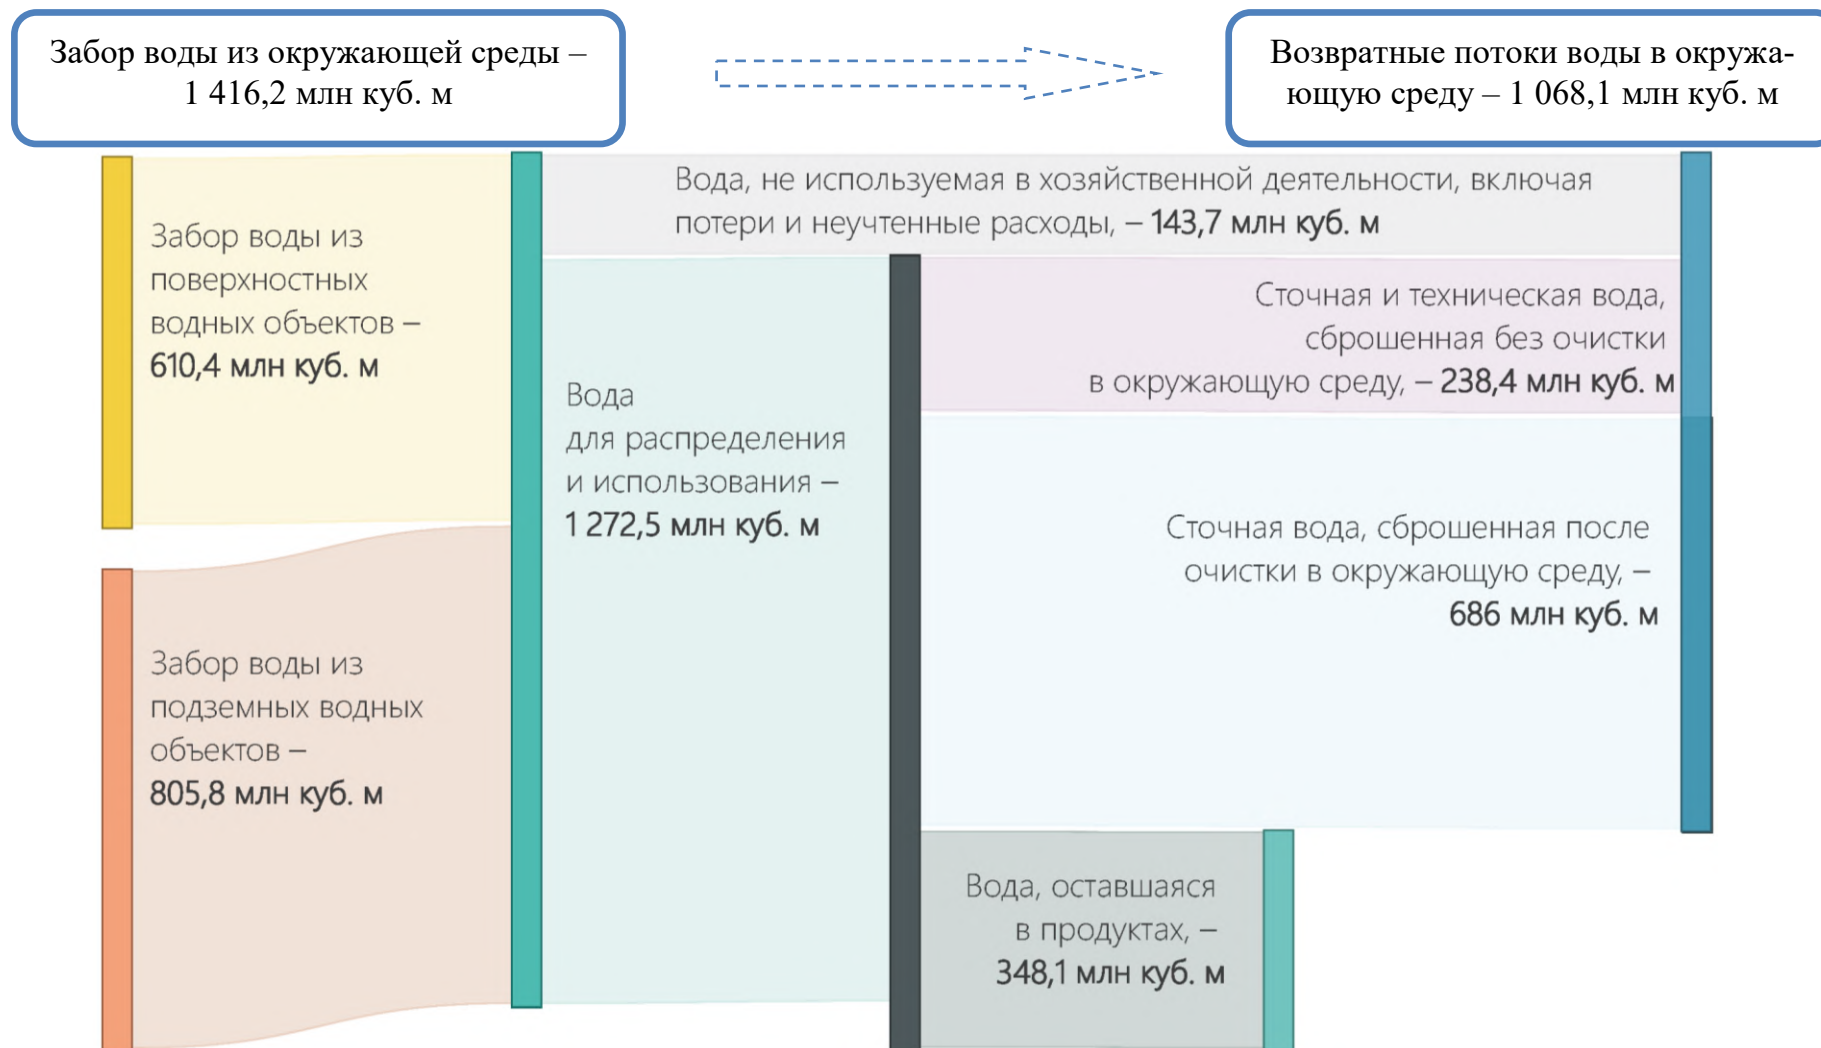 Забор воды из окружающей среды –
1 416,2 млн куб. м
Возвратные потоки воды в окружа-
ющую среду – 1 068,1 млн куб. м
Вода, не используемая в хозяйственной деятельности, включая
потери и неучтенные расходы, – 143,7 млн куб. м
Забор воды из
поверхностных
водных объектов –
610,4 млн куб. м
Сточная и техническая вода,
сброшенная без очистки
в окружающую среду, – 238,4 млн куб. м
Вода
для распределения
и использования –
1 272,5 млн куб. м
Сточная вода, сброшенная после
очистки в окружающую среду, –
686 млн куб. м
Забор воды из
подземных водных
объектов –
805,8 млн куб. м
Вода, оставшаяся
в продуктах, –
348,1 млн куб. м